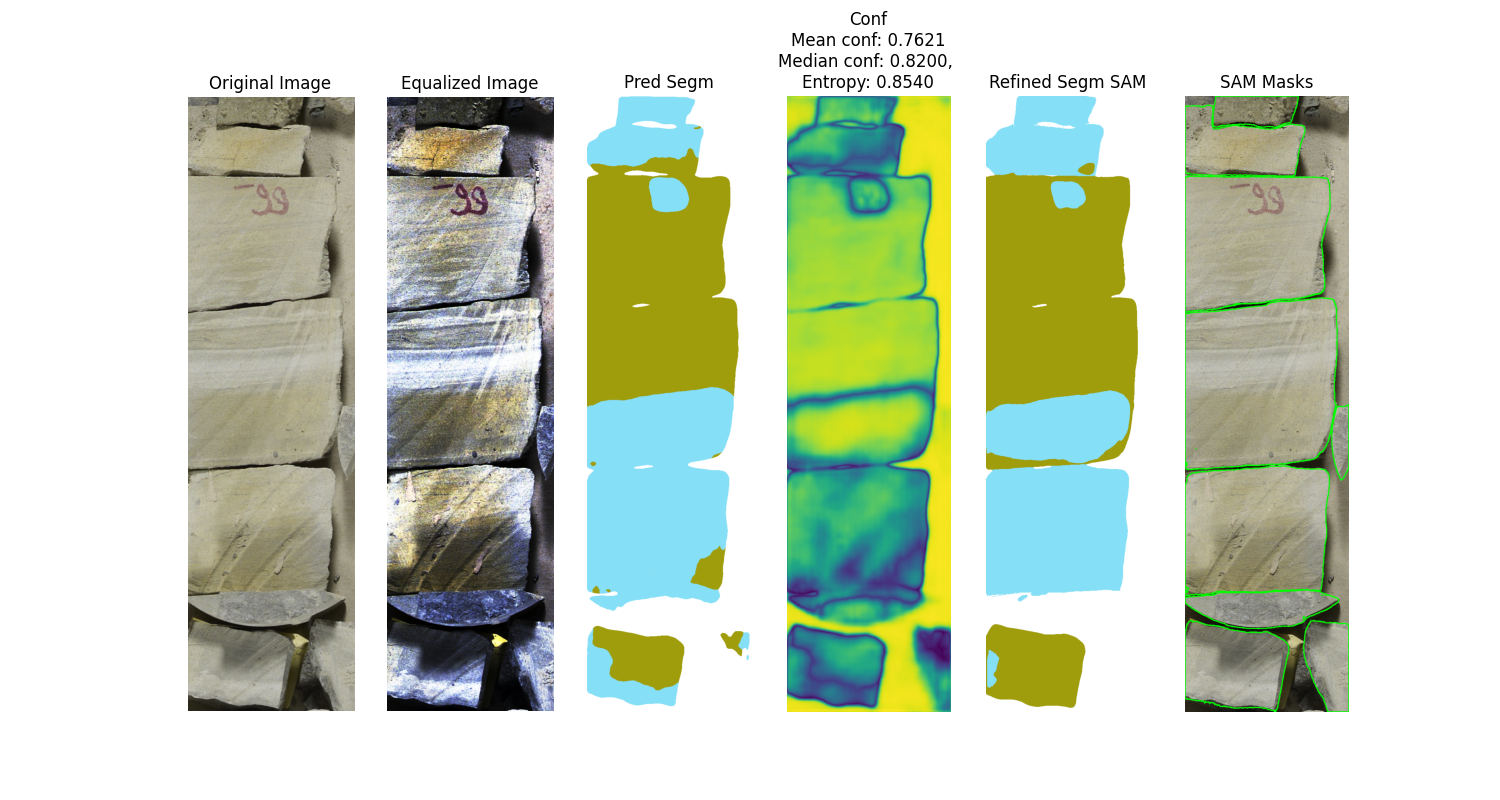 Original Image
Equalized Image
Pred Segm
Conf
Mean conf: 0.7621
Median conf: 0.8200,
Entropy: 0.8540
Refined Segm SAM
SAM Masks